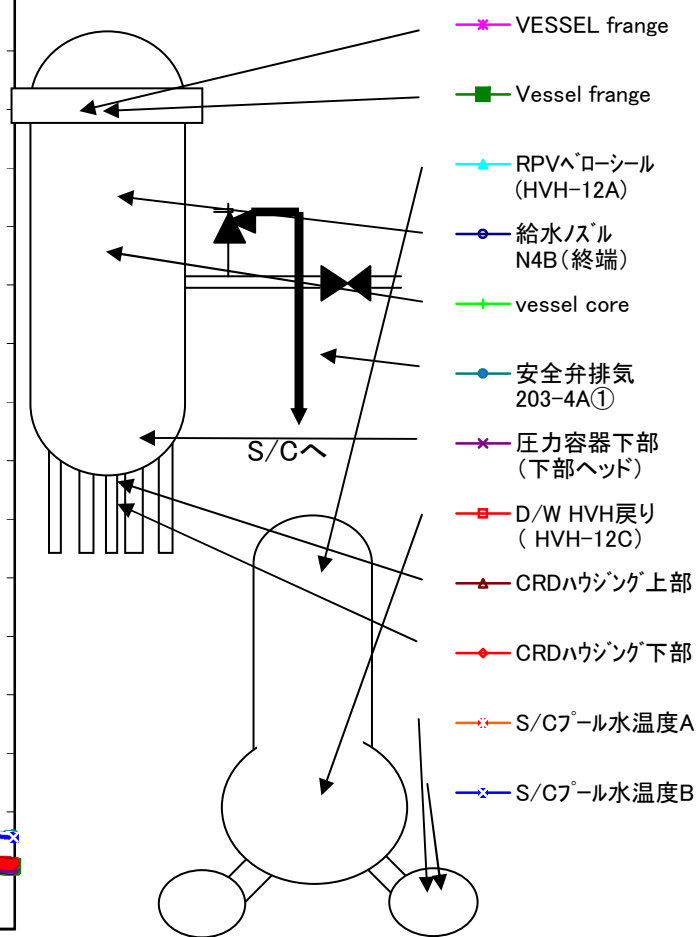 VESSEL frange
Vessel frange
RPVベローシール
(HVH-12A)
給水ノズル
N4B(終端)
vessel core
安全弁排気
203-4A①
圧力容器下部
(下部ヘッド)
S/Cへ
D/W HVH戻り
( HVH-12C)
CRDハウジング上部
CRDハウジング下部
S/Cプール水温度A
S/Cプール水温度B